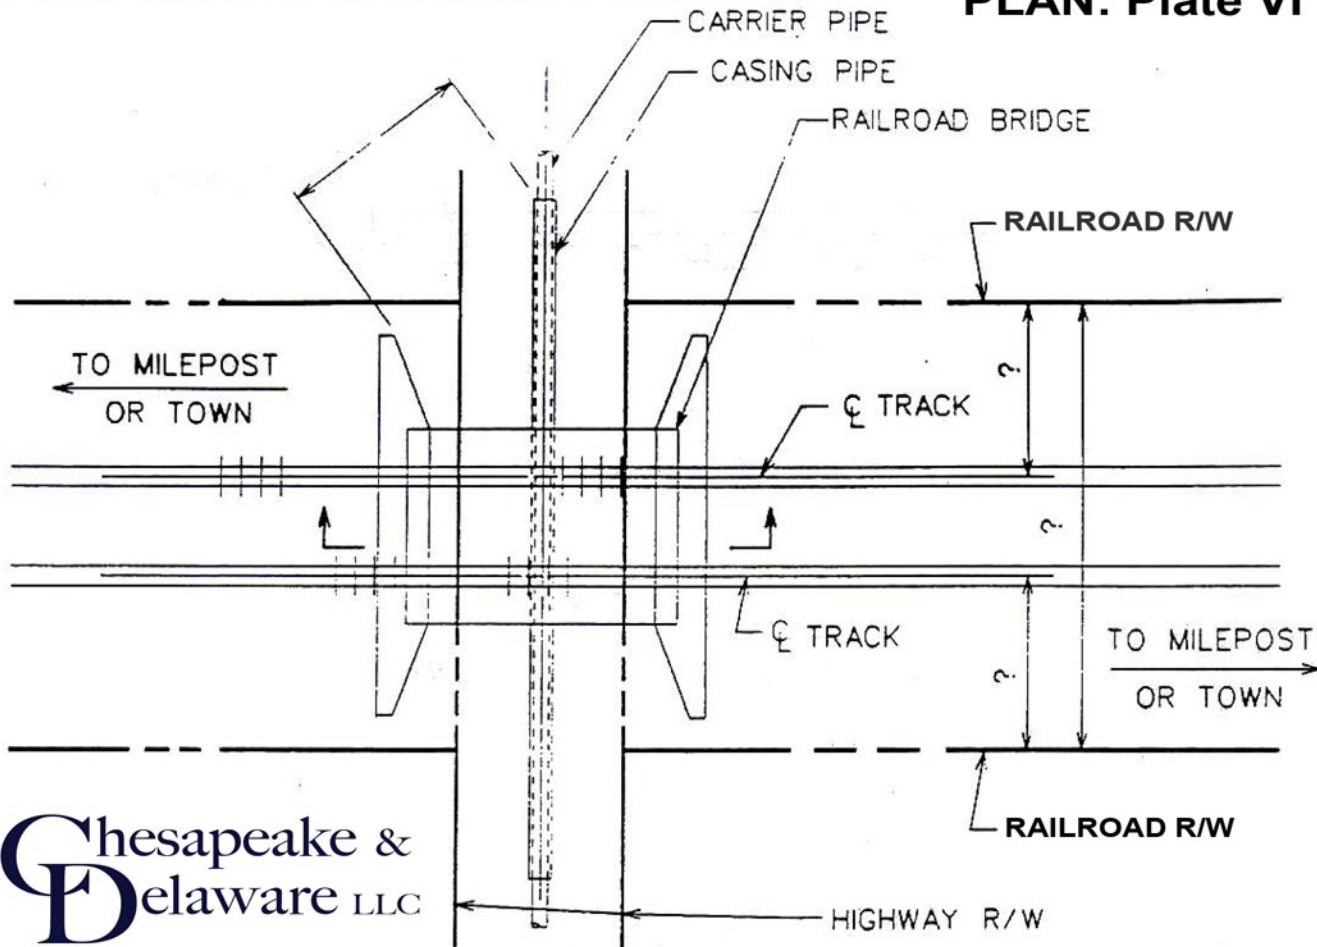 PLAN: Plate VI
CARRIER PIPE
CASING PIPE
RAILROAD BRIDGE
RAILROAD R/W
TO MILEPOST
OR TOWN
?
℄ TRACK
?
℄ TRACK
?
TO MILEPOST
OR TOWN
RAILROAD R/W
Chesapeake &
Delaware LLC
HIGHWAY R/W